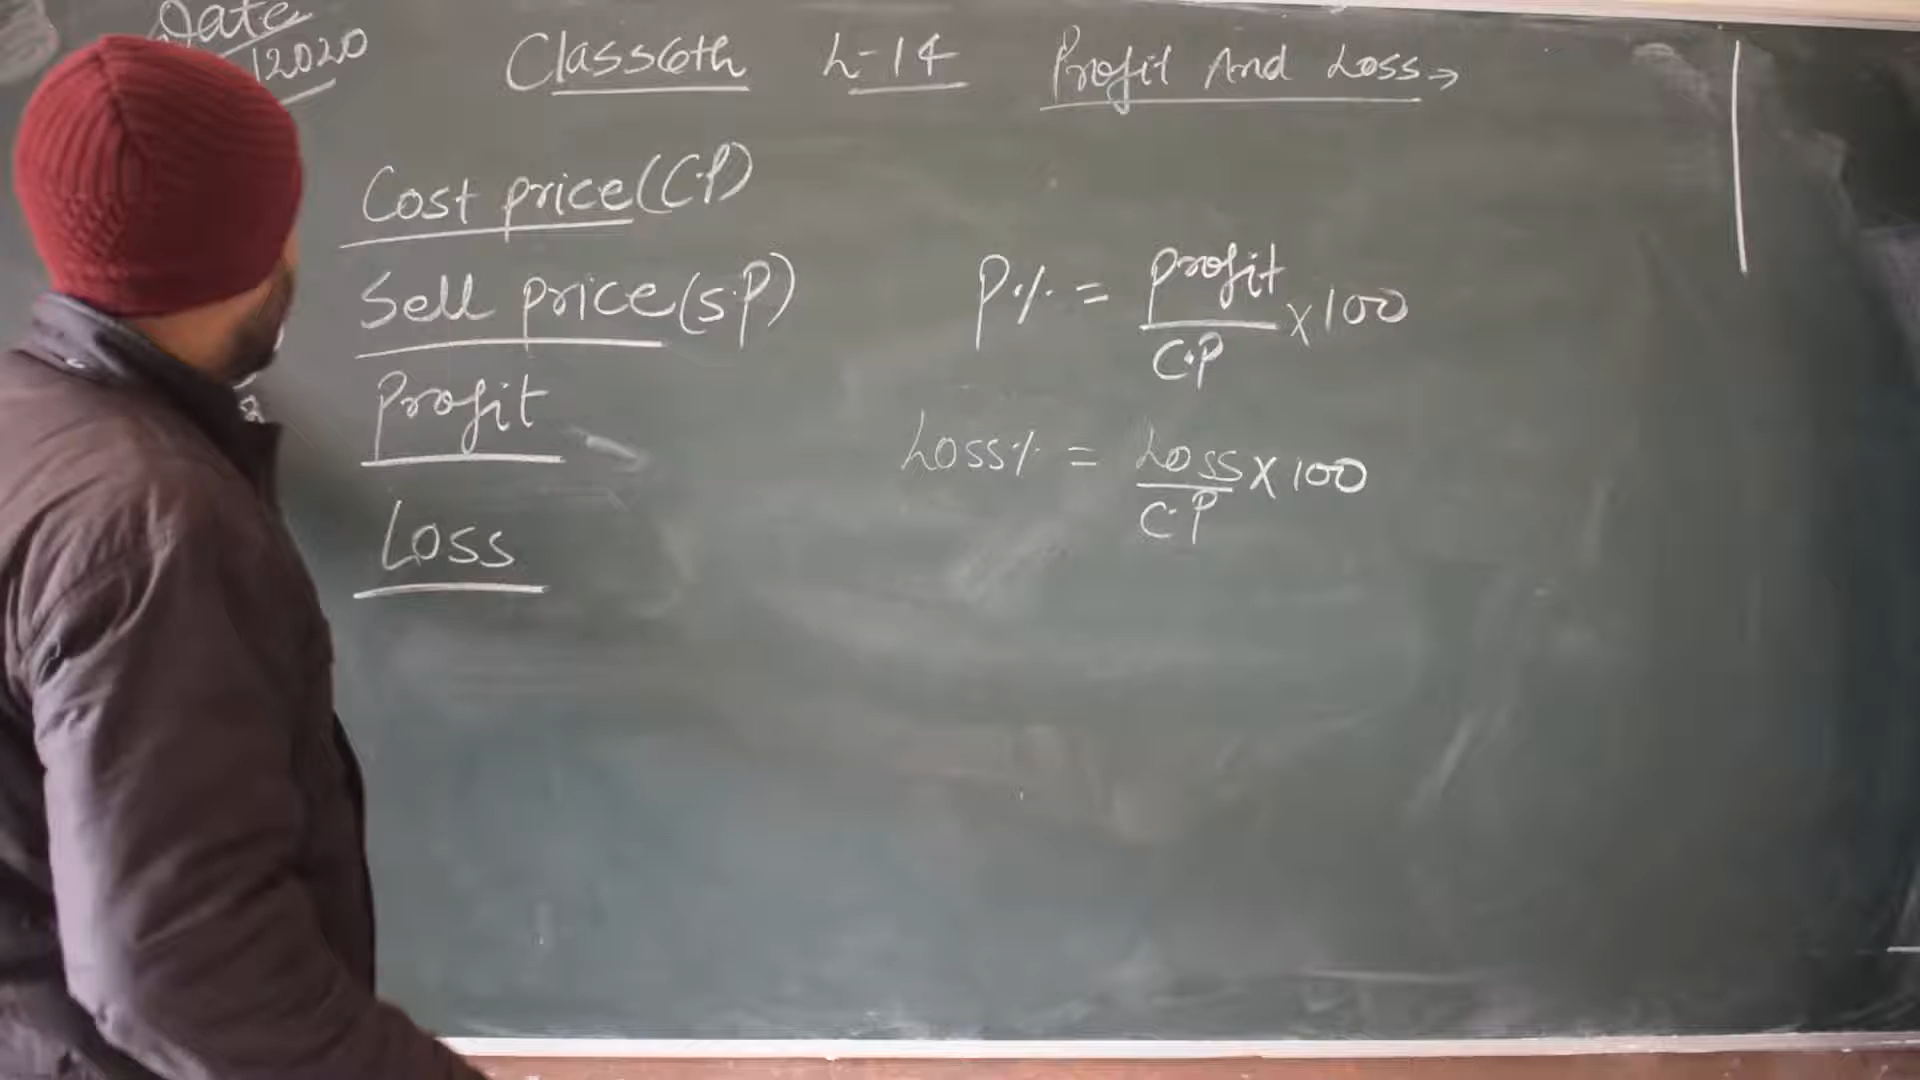 Date
12020
Class 6th L-14 Profit And Loss →
Cost price (C.P)
Sell price (S.P)
Profit
Loss
P.% = Profit / C.P × 100
Loss % = Loss / C.P × 100